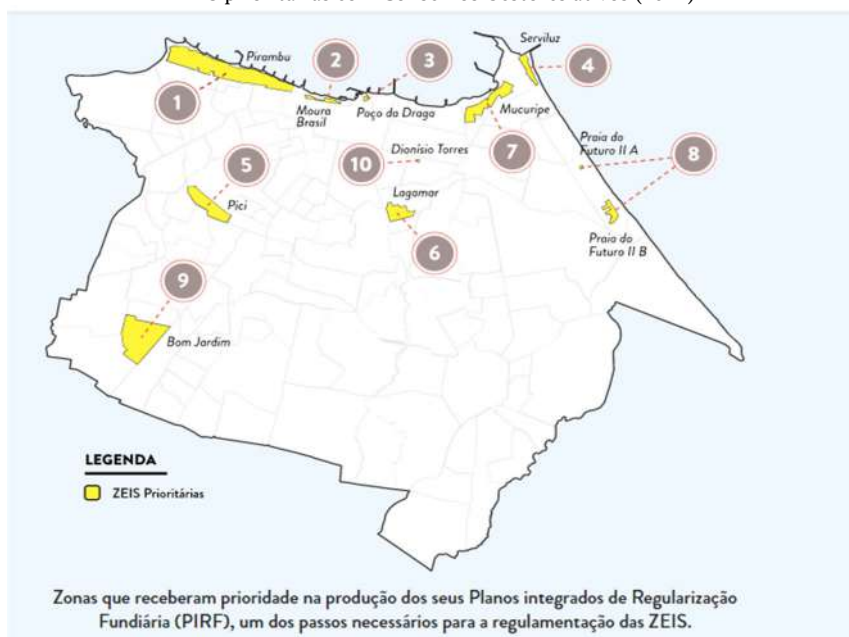 Serviluz
Pirambu
2
3
4
1
Moura
Brasil
Poço da Draga
Mucuripe
7
Praia do
Futuro II A
Dionísio Torres
10
8
5
Pici
Lagamar
6
Praia do
Futuro II B
9
Bom Jardim
LEGENDA
ZEIS Prioritárias
Zonas que receberam prioridade na produção dos seus Planos integrados de Regularização
Fundiária (PIRF), um dos passos necessários para a regulamentação das ZEIS.